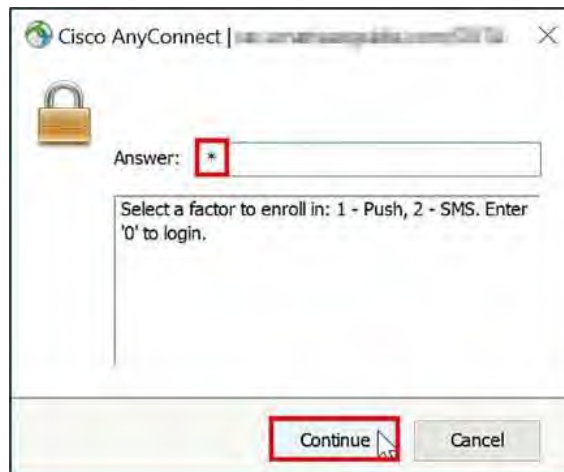 Cisco AnyConnect |
Answer: *
Select a factor to enroll in: 1 - Push, 2 - SMS. Enter
'0' to login.
Continue Cancel